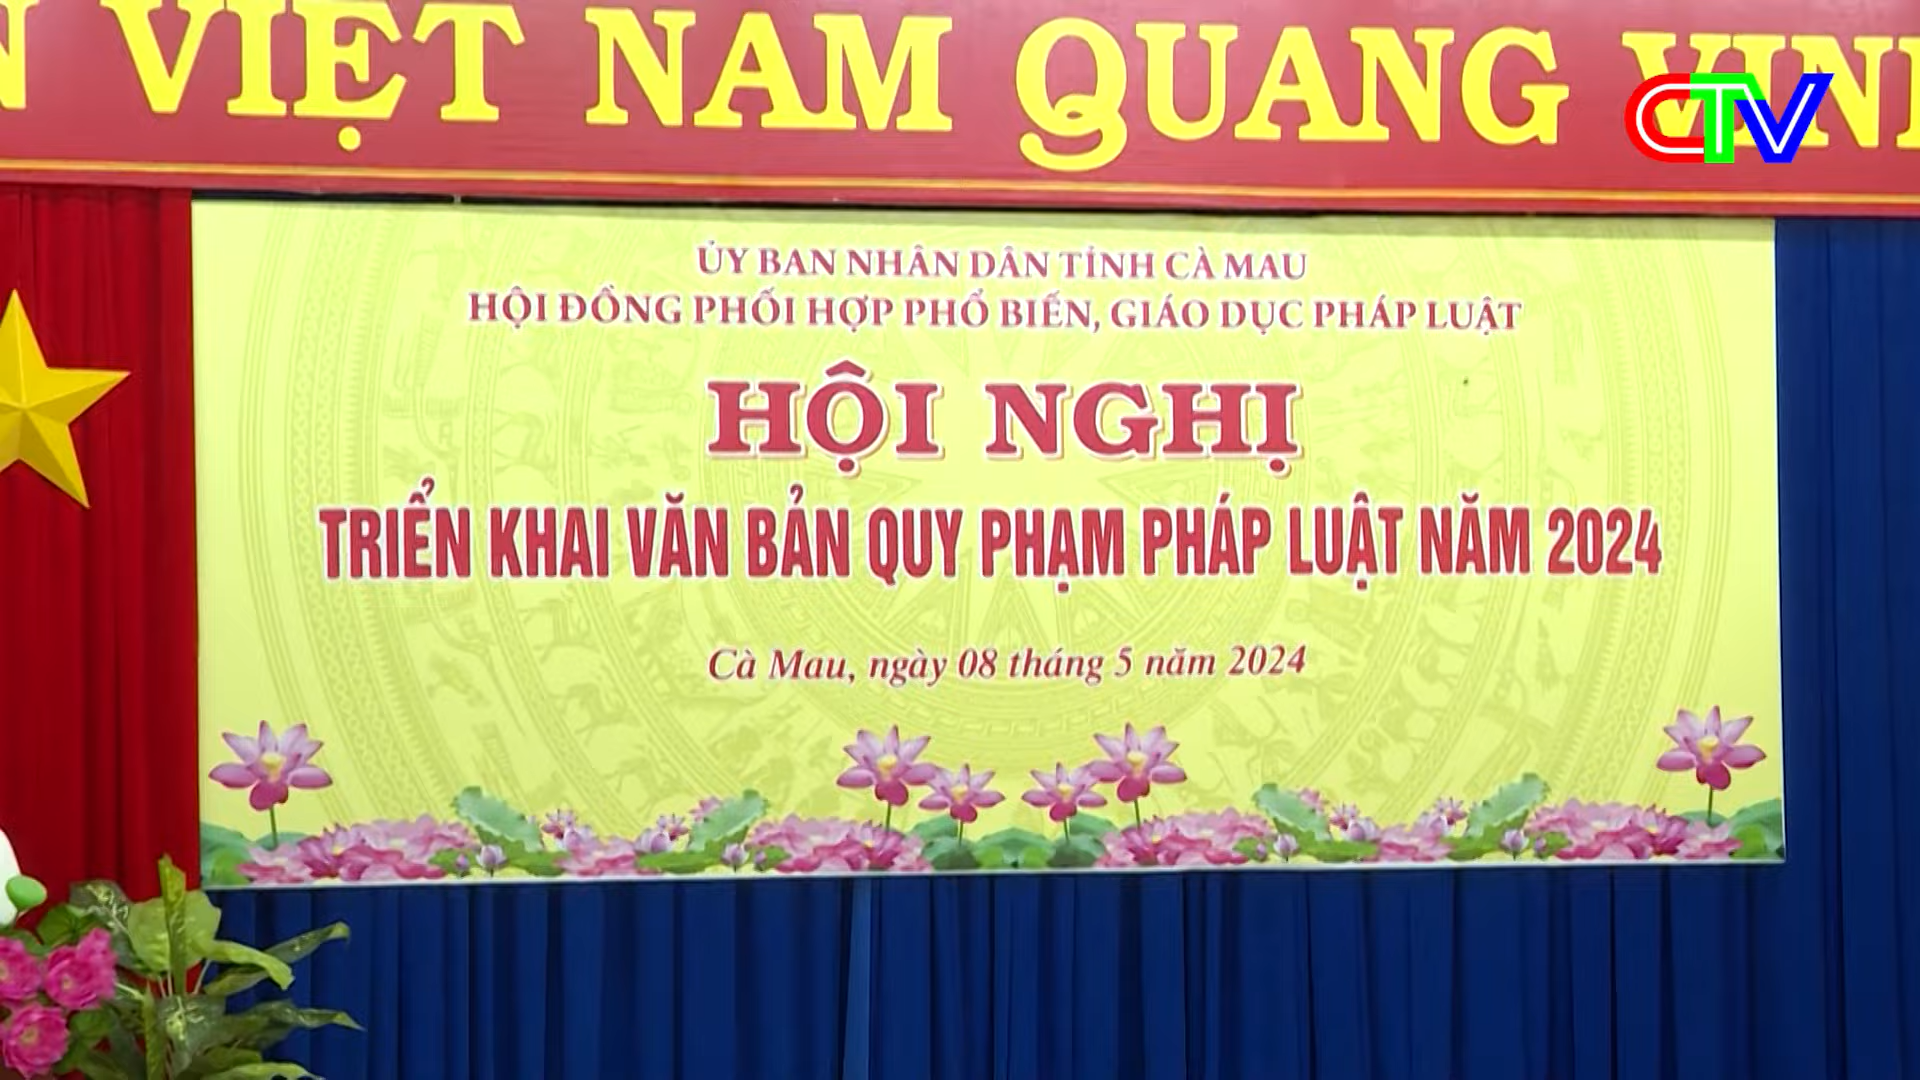 VIỆT NAM QUANG VINH
CTV
ỦY BAN NHÂN DÂN TỈNH CÀ MAU
HỘI ĐỒNG PHỐI HỢP PHỔ BIẾN, GIÁO DỤC PHÁP LUẬT
HỘI NGHỊ
TRIỂN KHAI VĂN BẢN QUY PHẠM PHÁP LUẬT NĂM 2024
Cà Mau, ngày 08 tháng 5 năm 2024